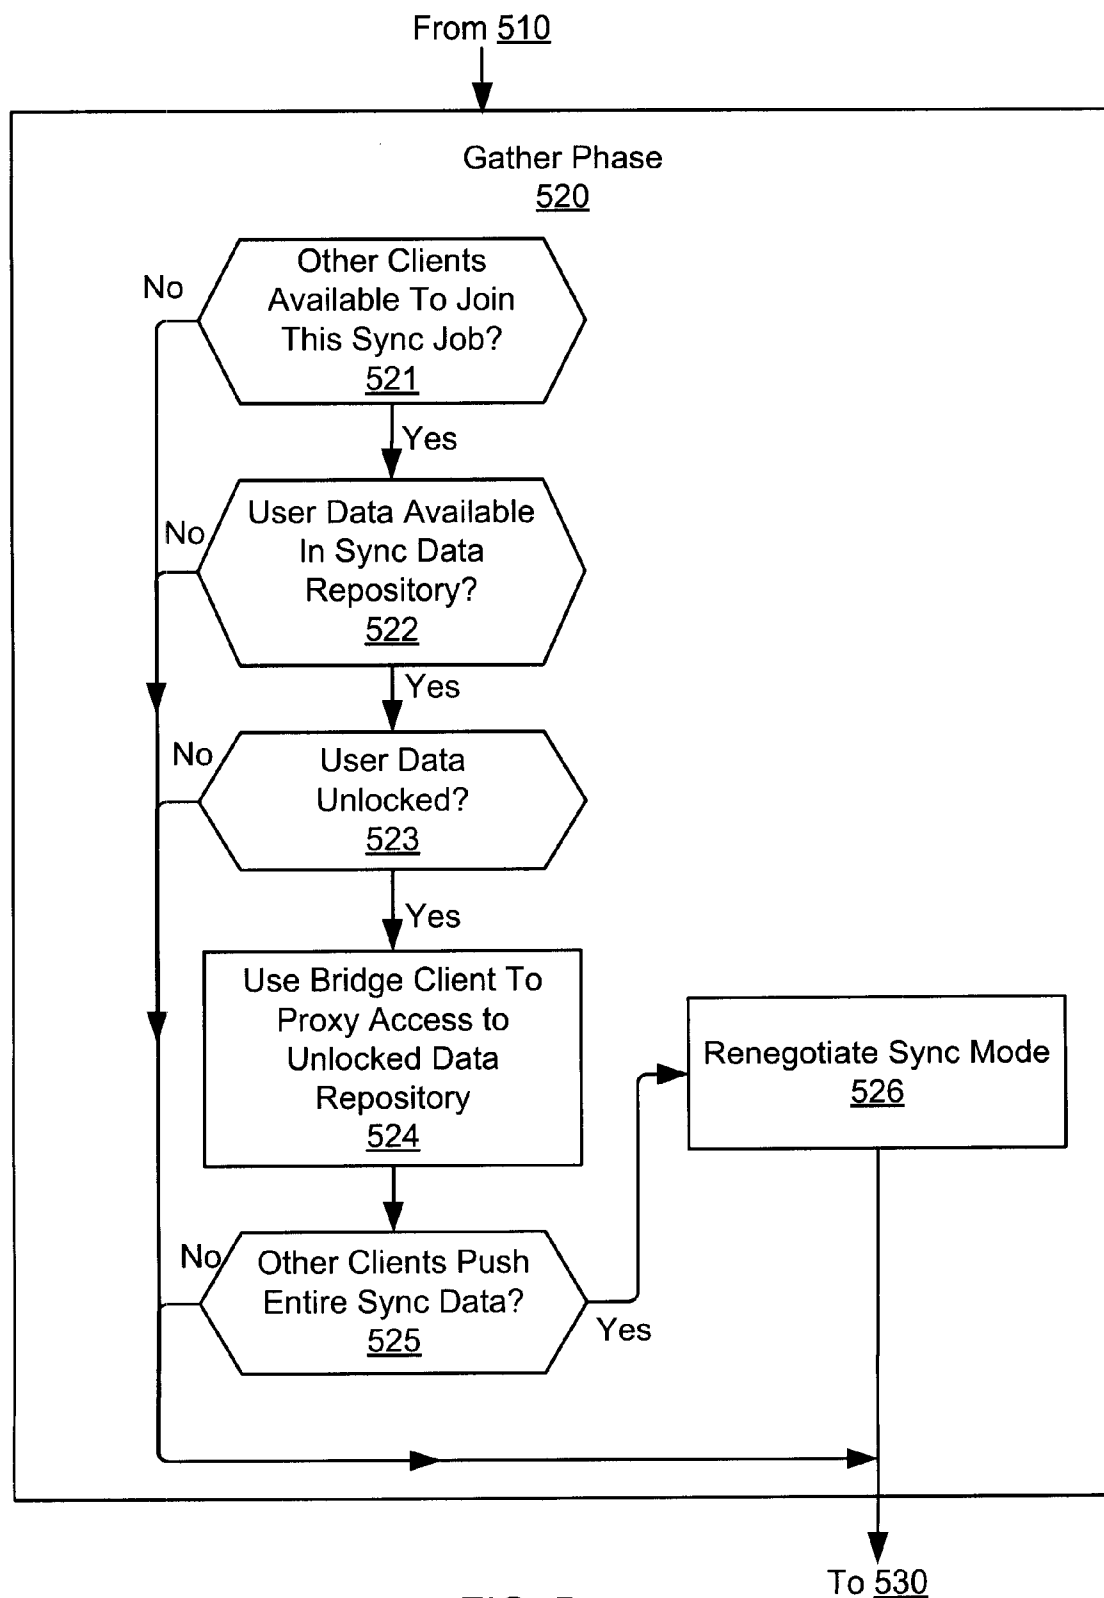 From 510
Gather Phase
520
No
Other Clients
Available To Join
This Sync Job?
521
Yes
No
User Data Available
In Sync Data
Repository?
522
Yes
No
User Data
Unlocked?
523
Yes
Use Bridge Client To
Proxy Access to
Unlocked Data
Repository
524
Renegotiate Sync Mode
526
No
Other Clients Push
Entire Sync Data?
525
Yes
To 530